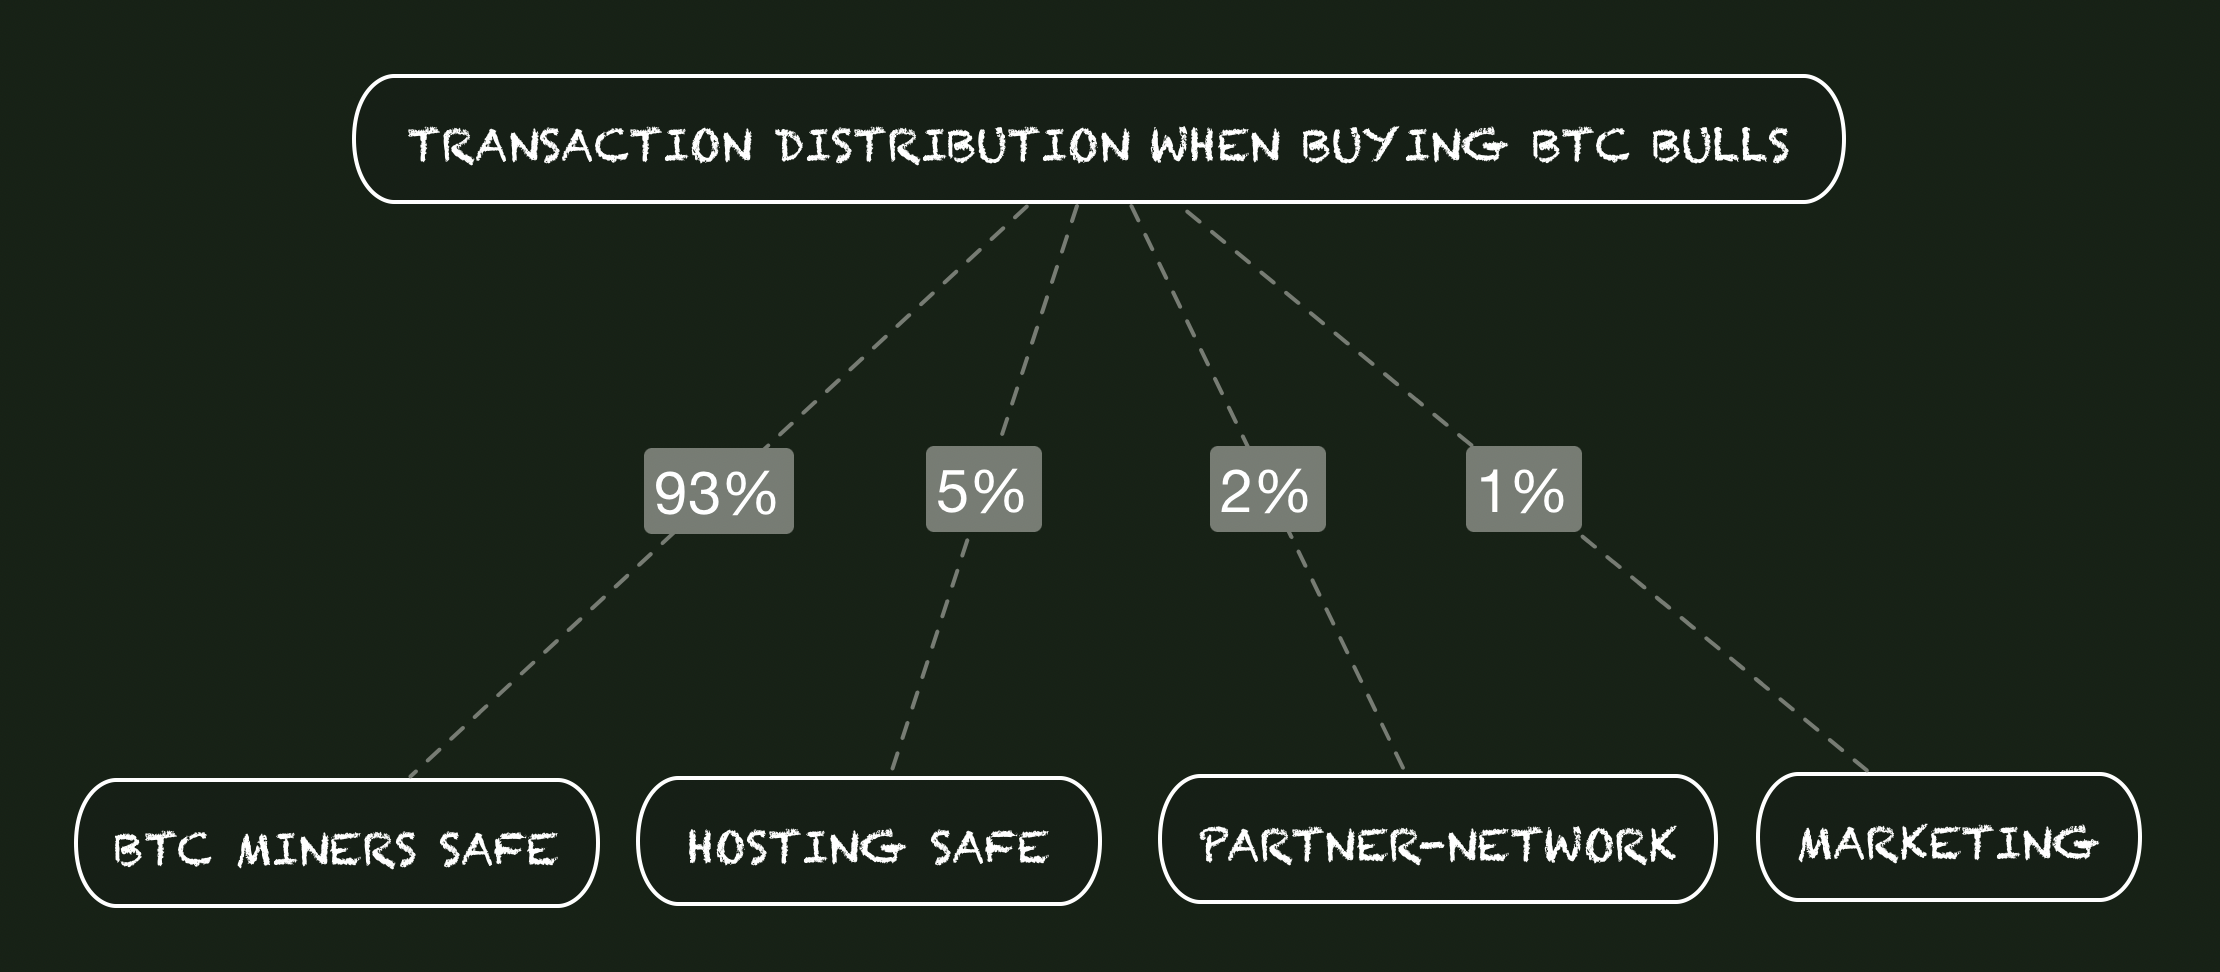 TRANSACTION DISTRIBUTION WHEN BUYING BTC BULLS
93%
5%
2%
1%
BTC MINERS SAFE
HOSTING SAFE
PARTNER-NETWORK
MARKETING